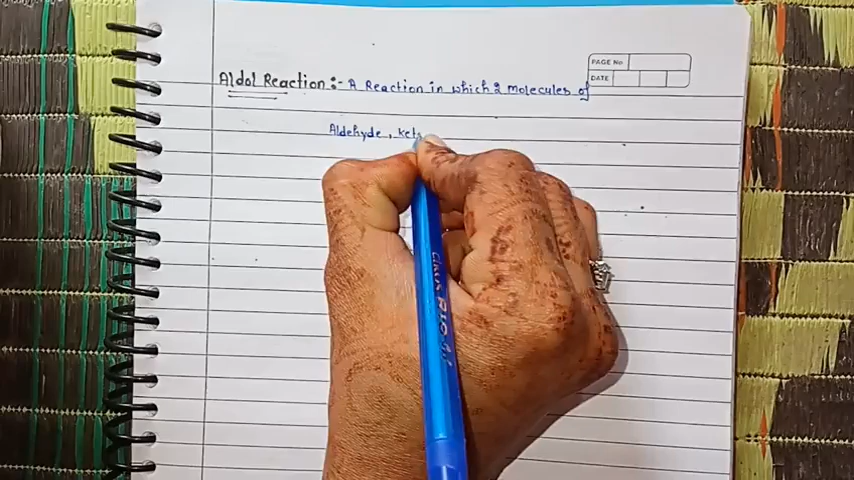 PAGE No
DATE
Aldol Reaction :- A Reaction in which 2 molecules of
Aldehyde , keto